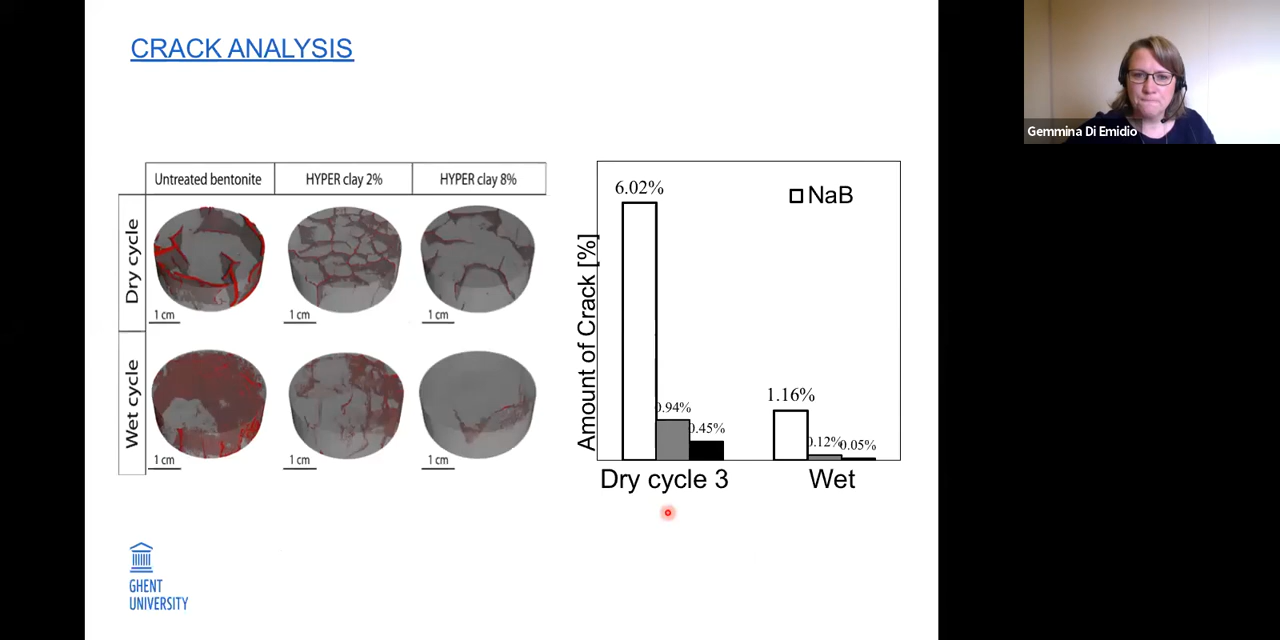 CRACK ANALYSIS
Untreated bentonite
HYPER clay 2%
HYPER clay 8%
Dry cycle
1 cm
1 cm
1 cm
Wet cycle
1 cm
1 cm
1 cm
Amount of Crack [%]
6.02%
0.94%
0.45%
NaB
1.16%
0.12%
0.05%
Dry cycle 3
Wet
GHENT
UNIVERSITY
Gemmina Di Emidio